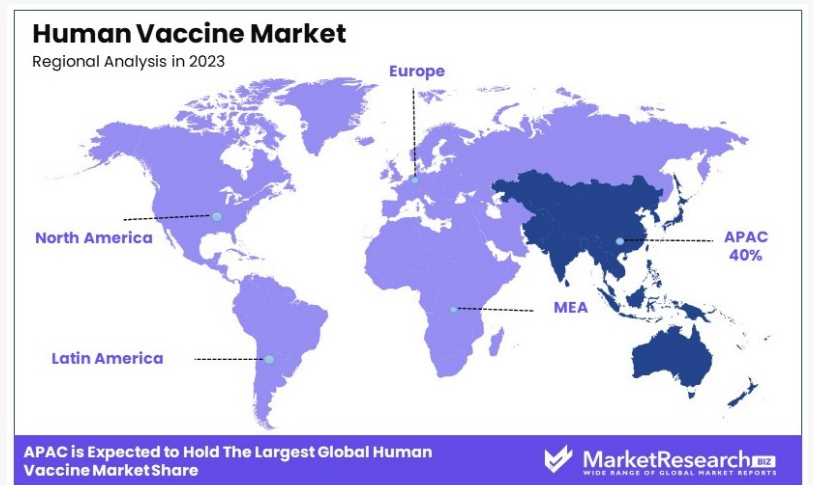 Human Vaccine Market
Regional Analysis in 2023
Europe
North America
APAC
40%
MEA
Latin America
APAC is Expected to Hold The Largest Global Human
Vaccine Market Share
MarketResearch BIZ
WIDE RANGE OF GLOBAL MARKET REPORTS